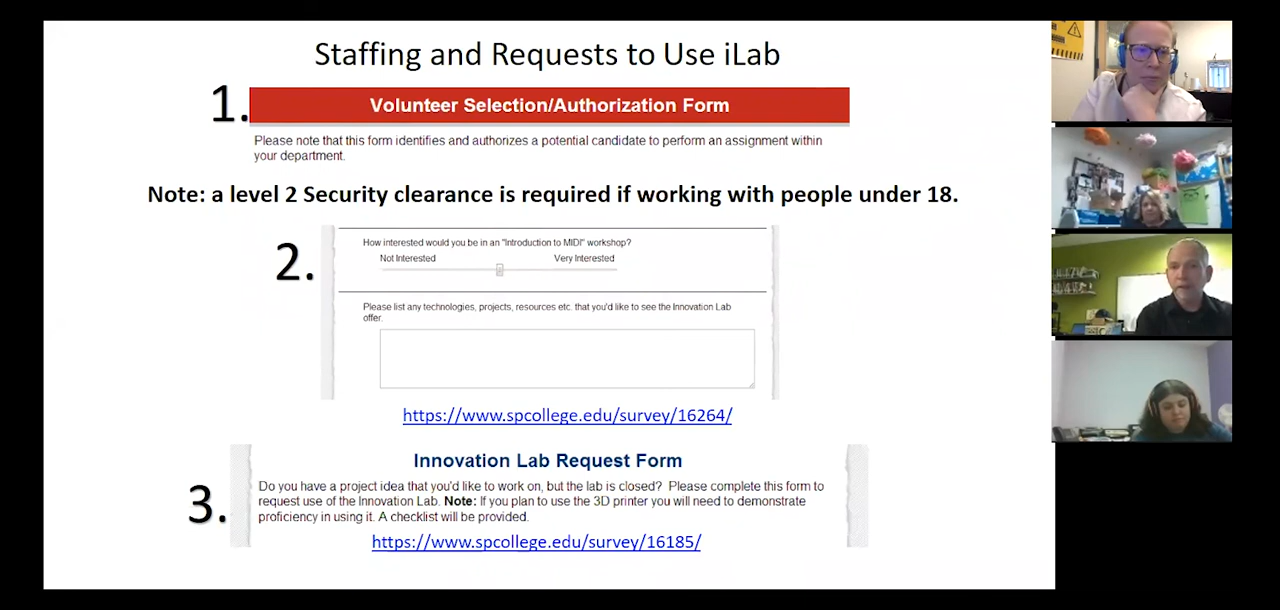 Staffing and Requests to Use iLab
1.
Volunteer Selection/Authorization Form
Please note that this form identifies and authorizes a potential candidate to perform an assignment within
your department.
Note: a level 2 Security clearance is required if working with people under 18.
2.
How interested would you be in an "Introduction to MIDI" workshop?
Not Interested Very Interested
Please list any technologies, projects, resources etc. that you'd like to see the Innovation Lab
offer.
https://www.spcollege.edu/survey/16264/
Innovation Lab Request Form
3.
Do you have a project idea that you'd like to work on, but the lab is closed? Please complete this form to
request use of the Innovation Lab. Note: If you plan to use the 3D printer you will need to demonstrate
proficiency in using it. A checklist will be provided.
https://www.spcollege.edu/survey/16185/